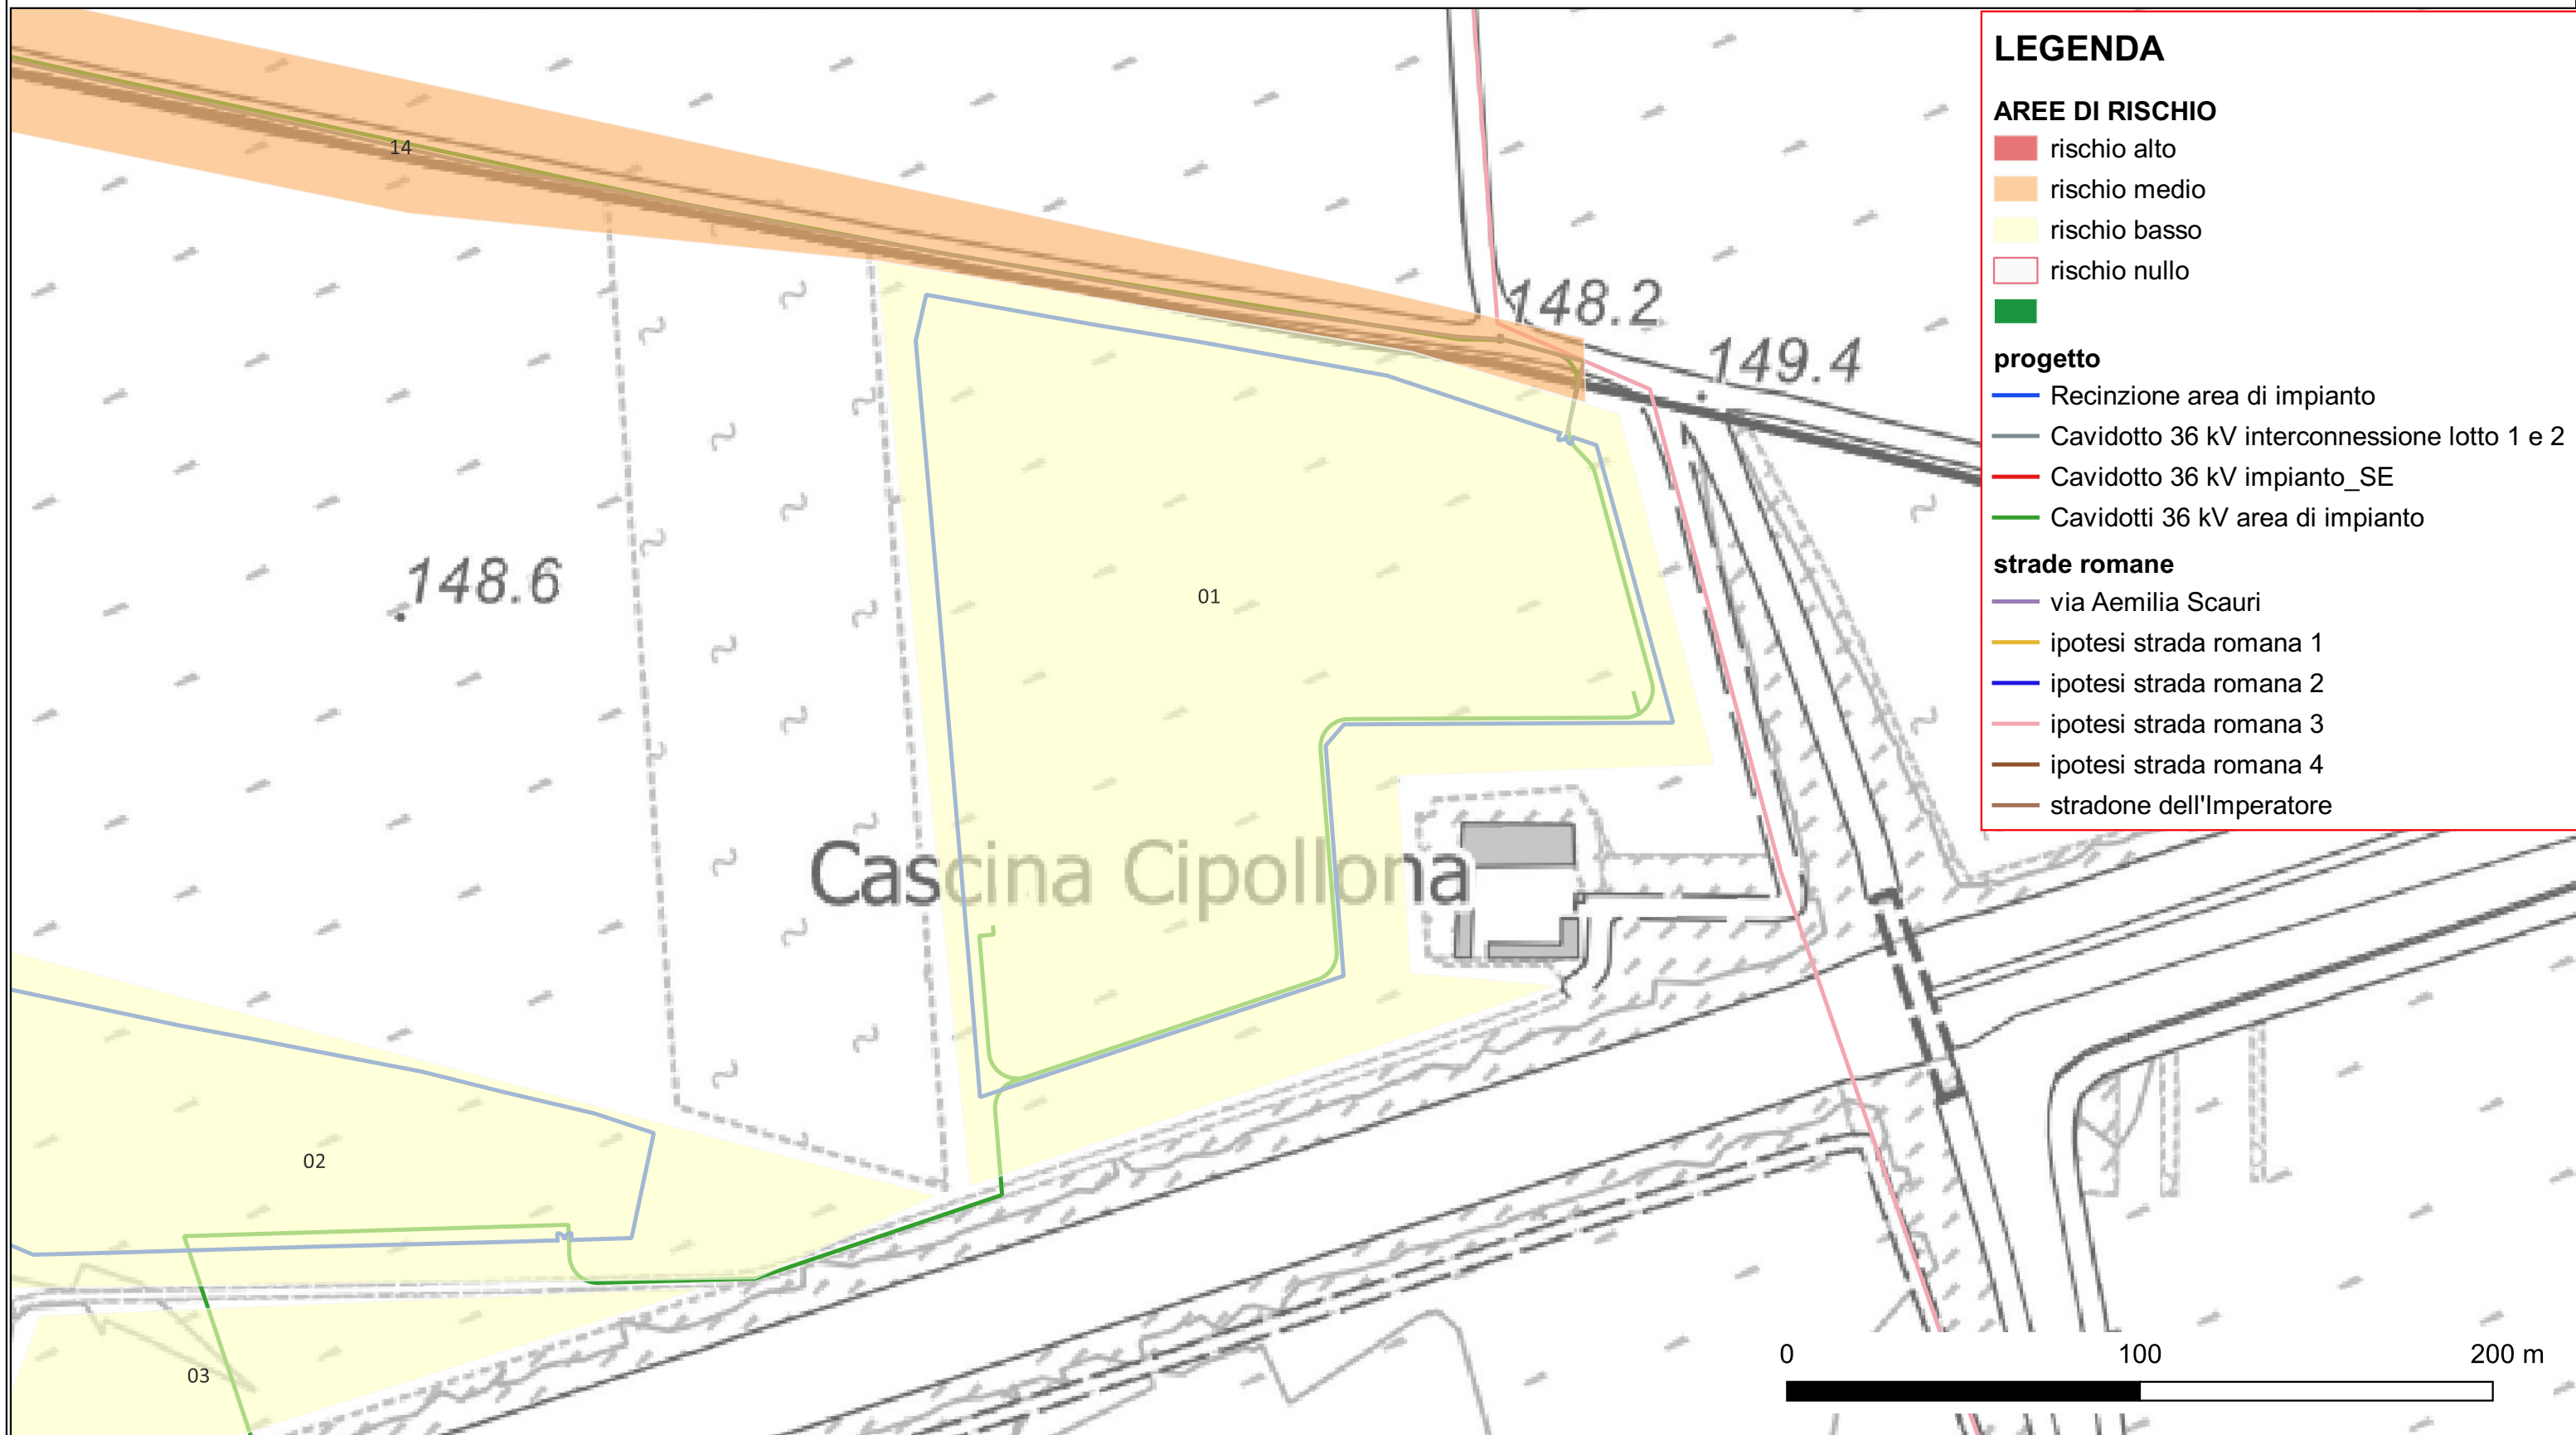 LEGENDA
AREE DI RISCHIO
rischio alto
rischio medio
rischio basso
rischio nullo
progetto
Recinzione area di impianto
Cavidotto 36 kV interconnessione lotto 1 e 2
Cavidotto 36 kV impianto_SE
Cavidotti 36 kV area di impianto
strade romane
via Aemilia Scauri
ipotesi strada romana 1
ipotesi strada romana 2
ipotesi strada romana 3
ipotesi strada romana 4
stradone dell'Imperatore
14
148.2
149.4
148.6
01
Cascina Cipollona
02
03
0 100 200 m